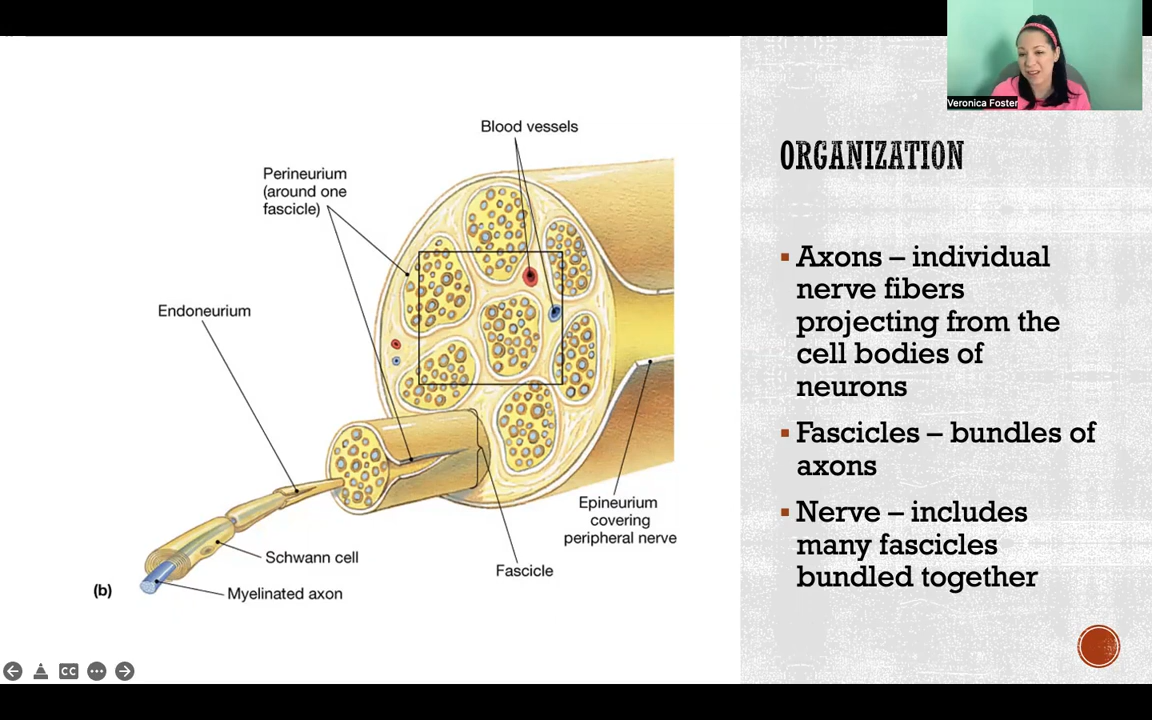 Veronica Foster
Blood vessels
Perineurium
(around one
fascicle)
Endoneurium
Epineurium
covering
peripheral nerve
Fascicle
Schwann cell
Myelinated axon
(b)
CC
ORGANIZATION
Axons – individual
nerve fibers
projecting from the
cell bodies of
neurons
Fascicles – bundles of
axons
Nerve – includes
many fascicles
bundled together